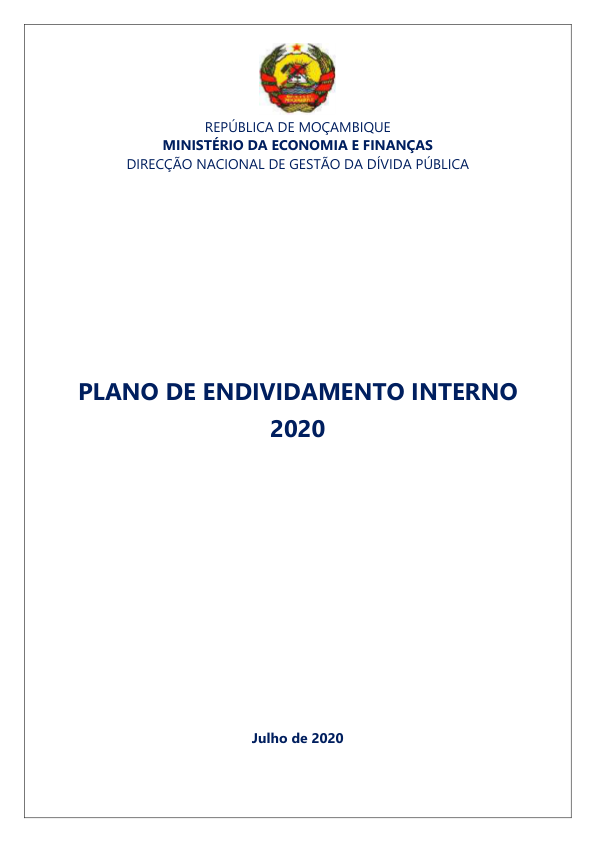 REPÚBLICA DE MOÇAMBIQUE
MINISTÉRIO DA ECONOMIA E FINANÇAS
DIRECÇÃO NACIONAL DE GESTÃO DA DÍVIDA PÚBLICA
PLANO DE ENDIVIDAMENTO INTERNO
2020
Julho de 2020